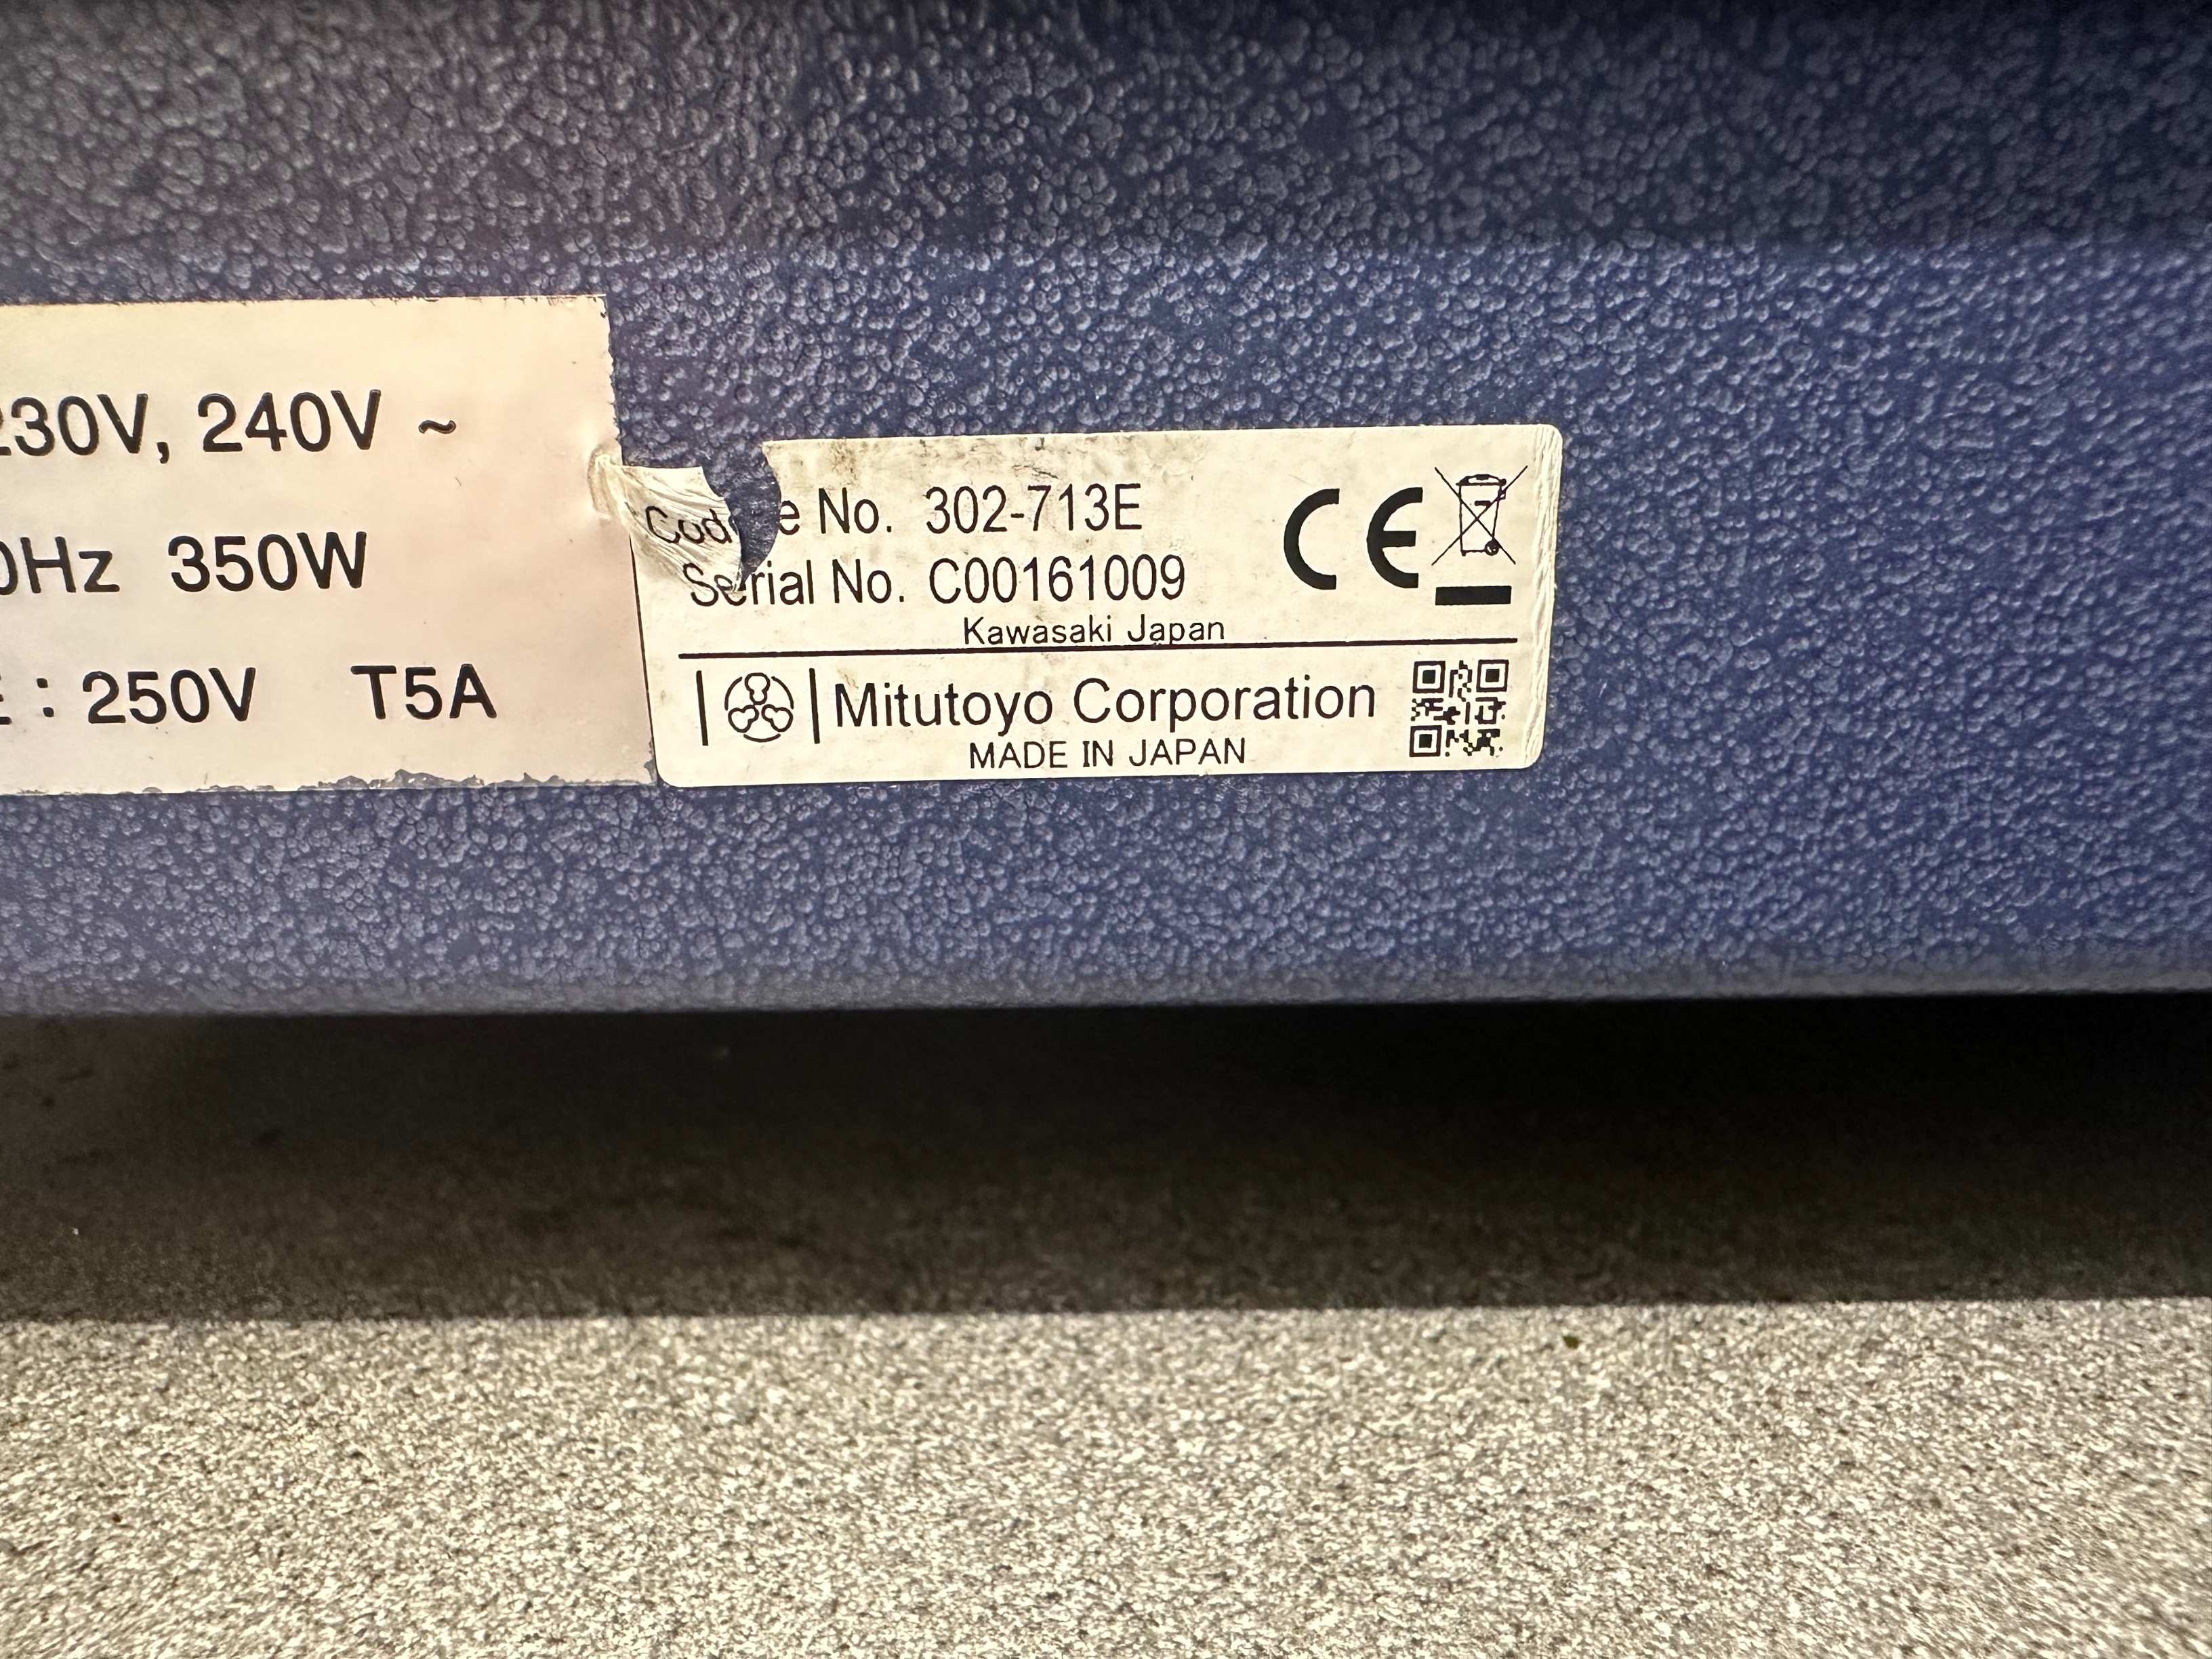 230V, 240V ~
0Hz 350W
E : 250V T5A
Code No. 302-713E
Serial No. C00161009
CE
Kawasaki Japan
Mitutoyo Corporation
MADE IN JAPAN